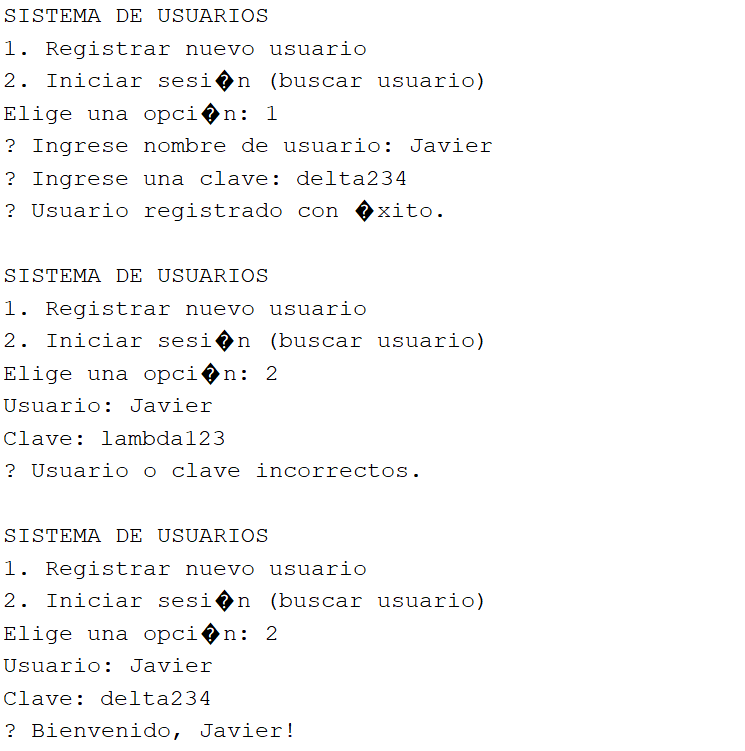 SISTEMA DE USUARIOS
1. Registrar nuevo usuario
2. Iniciar sesi�n (buscar usuario)
Elige una opci�n: 1
? Ingrese nombre de usuario: Javier
? Ingrese una clave: delta234
? Usuario registrado con �xito.

SISTEMA DE USUARIOS
1. Registrar nuevo usuario
2. Iniciar sesi�n (buscar usuario)
Elige una opci�n: 2
Usuario: Javier
Clave: lambda123
? Usuario o clave incorrectos.

SISTEMA DE USUARIOS
1. Registrar nuevo usuario
2. Iniciar sesi�n (buscar usuario)
Elige una opci�n: 2
Usuario: Javier
Clave: delta234
? Bienvenido, Javier!